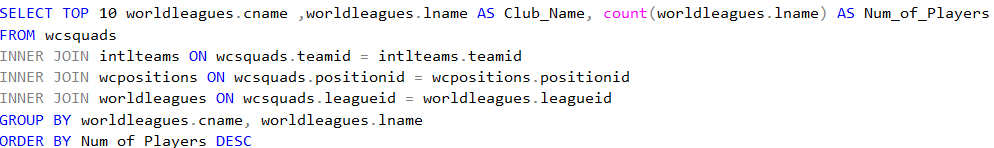 SELECT TOP 10 worldleagues.cname ,worldleagues.lname AS Club_Name, count(worldleagues.lname) AS Num_of_Players
FROM wcsquads
INNER JOIN intlteams ON wcsquads.teamid = intlteams.teamid
INNER JOIN wcpositions ON wcsquads.positionid = wcpositions.positionid
INNER JOIN worldleagues ON wcsquads.leagueid = worldleagues.leagueid
GROUP BY worldleagues.cname, worldleagues.lname
ORDER BY Num_of_Players DESC